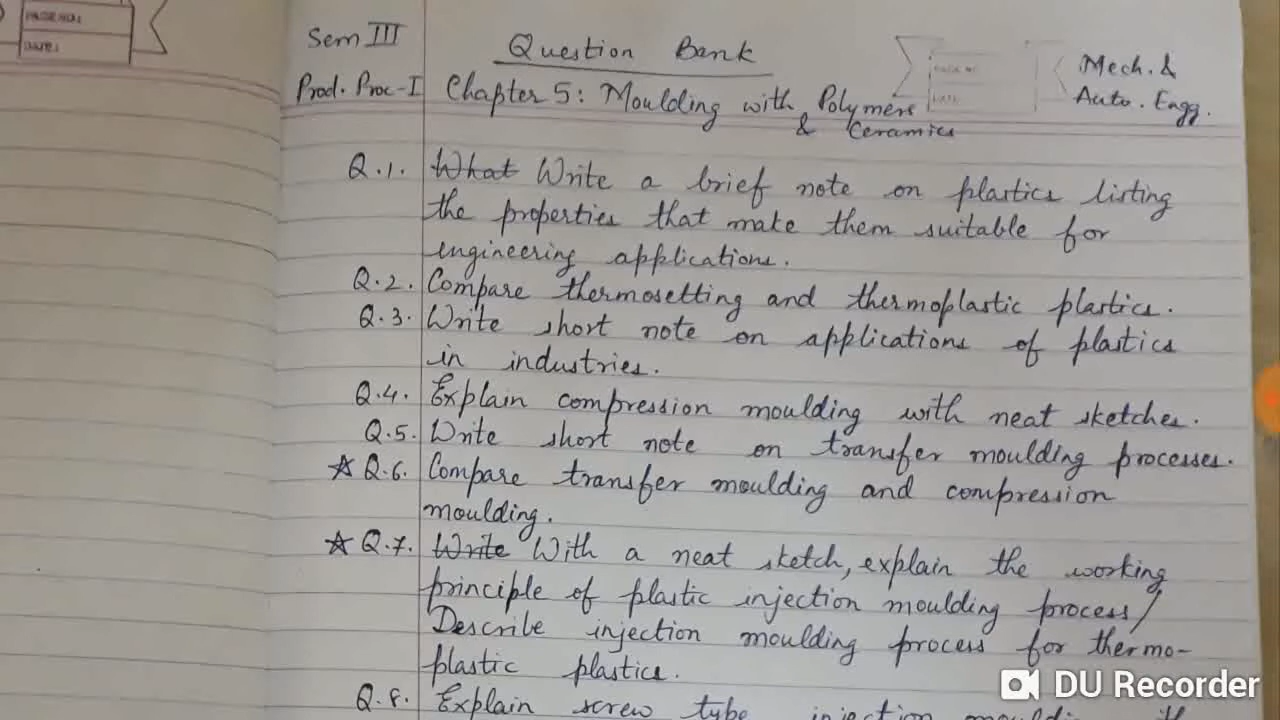 PAGE NO.:
DATE:
Sem III
Question Bank
Mech. &
Auto. Engg.
Prod. Proc-I
Chapter 5: Moulding with Polymers
& Ceramics
Q.1. What Write a brief note on plastics listing
the properties that make them suitable for
engineering applications.
Q.2. Compare thermosetting and thermoplastic plastics.
Q.3. Write short note on applications of plastics
in industries.
Q.4. Explain compression moulding with neat sketches.
Q.5. Write short note on transfer moulding processes.
☆ Q.6. Compare transfer moulding and compression
moulding.
☆ Q.7. Write With a neat sketch, explain the working
principle of plastic injection moulding process/
Describe injection moulding process for thermo-
plastic plastics.
Q.8. Explain screw type injection
DU Recorder